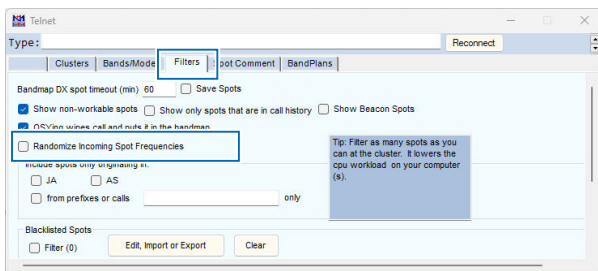 Telnet
Type:
Reconnect
Clusters Bands/Mode Filters Spot Comment BandPlans
Bandmap DX spot timeout (min) 60 Save Spots
Show non-workable spots Show only spots that are in call history Show Beacon Spots
QSYing wipes call and puts it in the bandmap
Randomize Incoming Spot Frequencies
Tip: Filter as many spots as you
can at the cluster. It lowers the
cpu workload on your computer
(s).
Include spots only originating in:
JA AS
from prefixes or calls only
Blacklisted Spots
Filter (0) Edit, Import or Export Clear